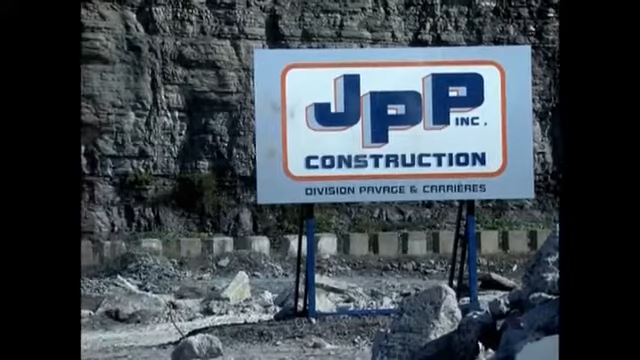 JPP INC.
CONSTRUCTION
DIVISION PAVAGE & CARRIÈRES